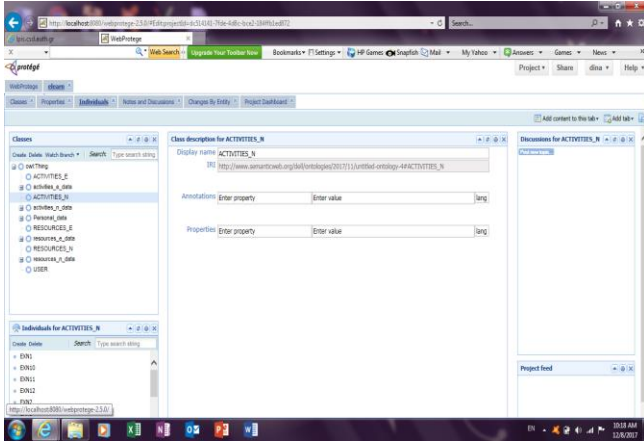 http://localhost:8080/webprotege-2.5.0/#Edit:projectId=
Search...
WebProtege
Web Search
Upgrade Your Toolbar Now
Bookmarks
Settings
HP Games
Snapfish
Mail
My Yahoo
Answers
Games
News
protégé
Project
Share
dina
Help
WebProtege
elearn
Classes
Properties
Individuals
Notes and Discussions
Changes By Entity
Project Dashboard
Add content to this tab
Add tab
Classes
Create Delete Watch Branch Search: Type search string
owl:Thing
ACTIVITIES_E
activities_e_data
ACTIVITIES_N
activities_n_data
Personal_data
RESOURCES_E
resources_e_data
RESOURCES_N
resources_n_data
USER
Individuals for ACTIVITIES_N
Create Delete Search: Type search string
EXN1
EXN10
EXN11
EXN12
EXN2
http://localhost:8080/webprotege-2.5.0/
Class description for ACTIVITIES_N
Display name ACTIVITIES_N
IRI http://www.semanticweb.org/dell/ontologies/2017/11/untitled-ontology-4#ACTIVITIES_N
Annotations Enter property Enter value lang
Properties Enter property Enter value lang
Discussions for ACTIVITIES_N
Project feed
EN
10:18 AM
12/8/2017